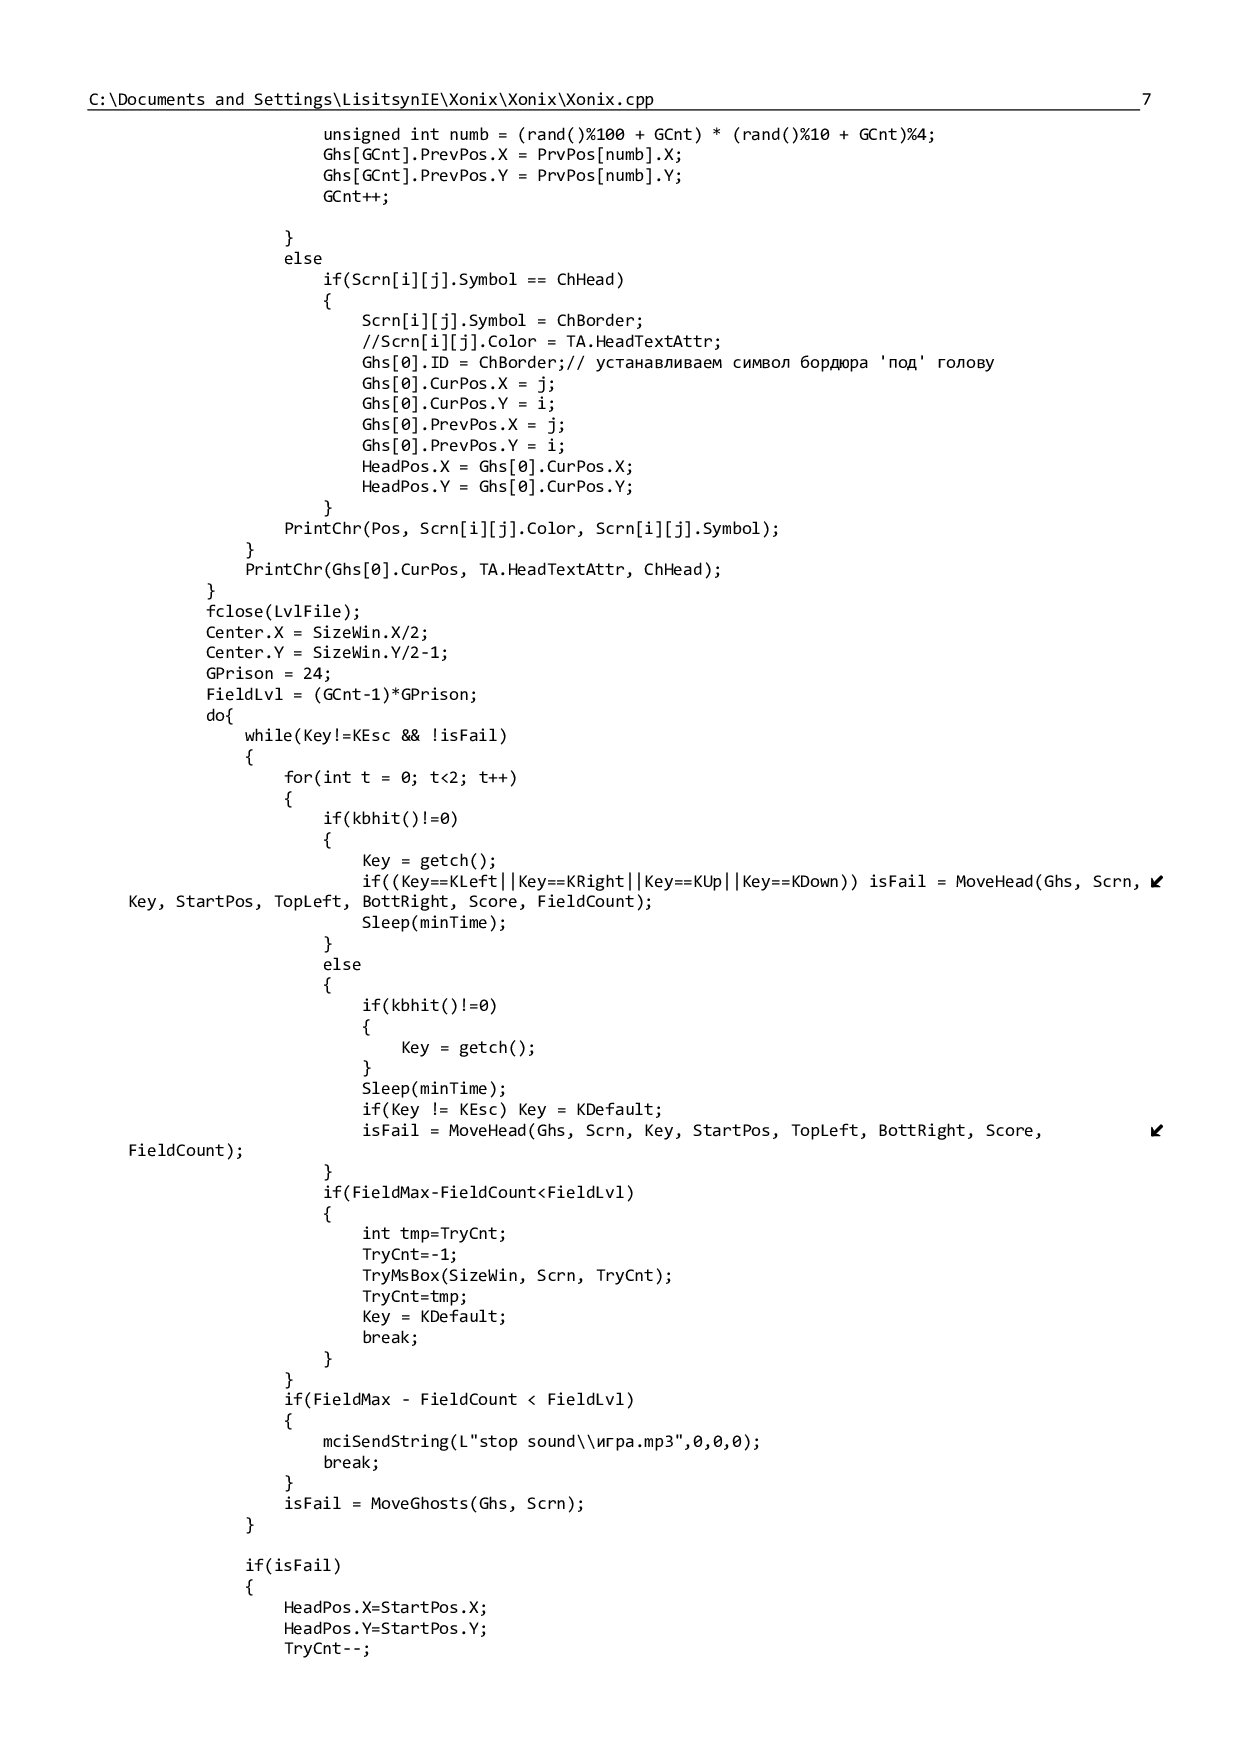 C:\Documents and Settings\LisitsynIE\Xonix\Xonix\Xonix.cpp 7
unsigned int numb = (rand()%100 + GCnt) * (rand()%10 + GCnt)%4;
Ghs[GCnt].PrevPos.X = PrvPos[numb].X;
Ghs[GCnt].PrevPos.Y = PrvPos[numb].Y;
GCnt++;
}
else
if(Scrn[i][j].Symbol == ChHead)
{
Scrn[i][j].Symbol = ChBorder;
//Scrn[i][j].Color = TA.HeadTextAttr;
Ghs[0].ID = ChBorder;// устанавливаем символ бордюра 'под' голову
Ghs[0].CurPos.X = j;
Ghs[0].CurPos.Y = i;
Ghs[0].PrevPos.X = j;
Ghs[0].PrevPos.Y = i;
HeadPos.X = Ghs[0].CurPos.X;
HeadPos.Y = Ghs[0].CurPos.Y;
}
PrintChr(Pos, Scrn[i][j].Color, Scrn[i][j].Symbol);
}
PrintChr(Ghs[0].CurPos, TA.HeadTextAttr, ChHead);
}
fclose(LvlFile);
Center.X = SizeWin.X/2;
Center.Y = SizeWin.Y/2-1;
GPrison = 24;
FieldLvl = (GCnt-1)*GPrison;
do{
while(Key!=KEsc && !isFail)
{
for(int t = 0; t<2; t++)
{
if(kbhit()!=0)
{
Key = getch();
if((Key==KLeft||Key==KRight||Key==KUp||Key==KDown)) isFail = MoveHead(Ghs, Scrn, ↙
Key, StartPos, TopLeft, BottRight, Score, FieldCount);
Sleep(minTime);
}
else
{
if(kbhit()!=0)
{
Key = getch();
}
Sleep(minTime);
if(Key != KEsc) Key = KDefault;
isFail = MoveHead(Ghs, Scrn, Key, StartPos, TopLeft, BottRight, Score, ↙
FieldCount);
}
if(FieldMax-FieldCount<FieldLvl)
{
int tmp=TryCnt;
TryCnt=-1;
TryMsBox(SizeWin, Scrn, TryCnt);
TryCnt=tmp;
Key = KDefault;
break;
}
}
if(FieldMax - FieldCount < FieldLvl)
{
mciSendString(L"stop sound\\игра.mp3",0,0,0);
break;
}
isFail = MoveGhosts(Ghs, Scrn);
}
if(isFail)
{
HeadPos.X=StartPos.X;
HeadPos.Y=StartPos.Y;
TryCnt--;